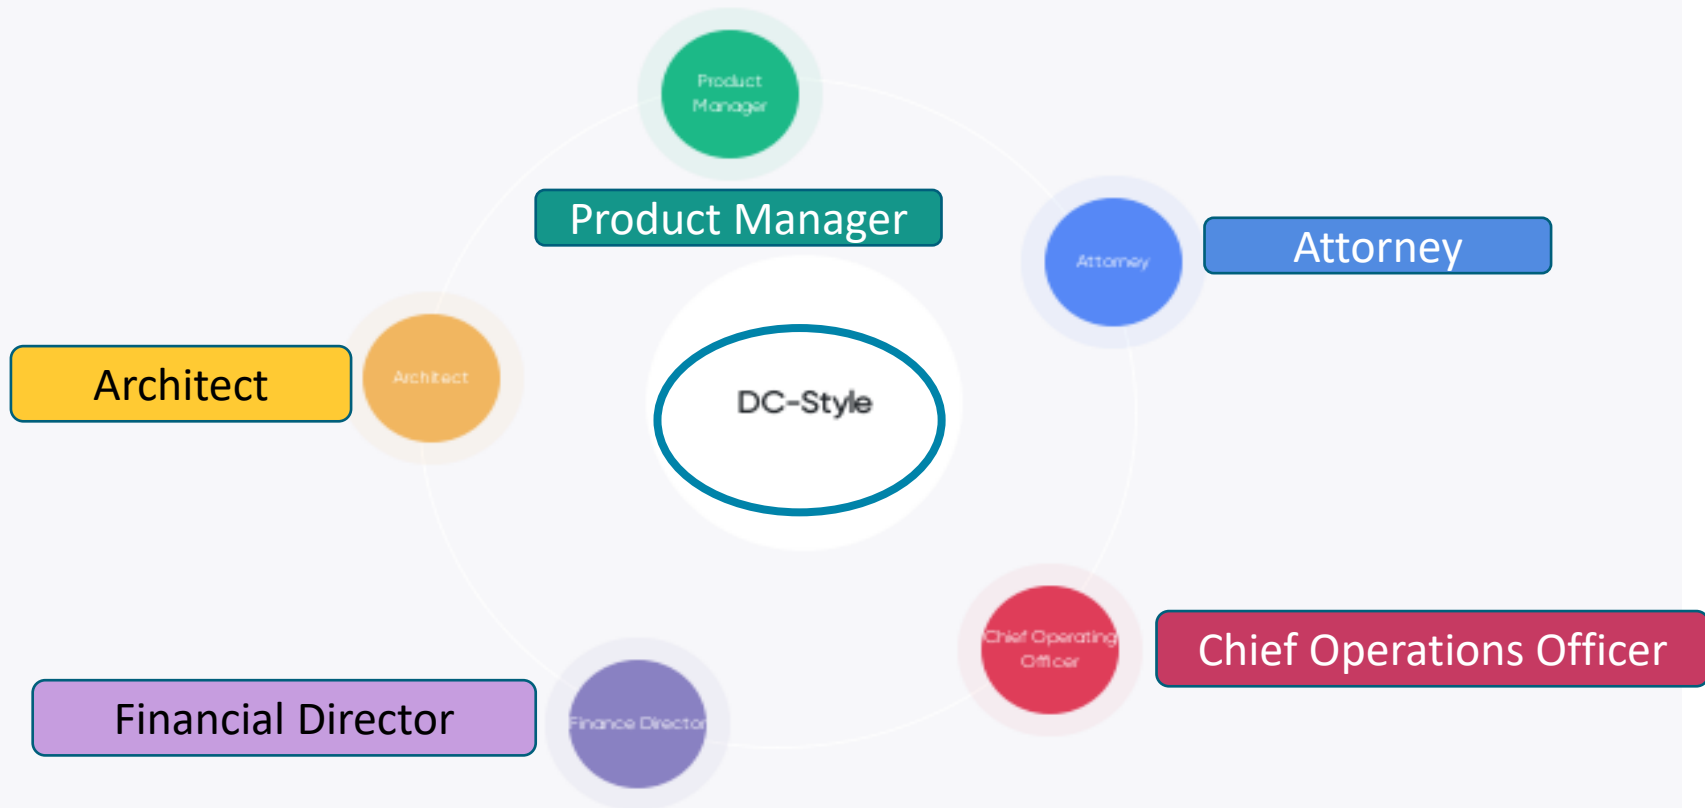 Product
Manager
Product Manager
Attorney
Attorney
Architect
Architect
DC-Style
Chief Operating
Officer
Chief Operations Officer
Financial Director
Finance Director